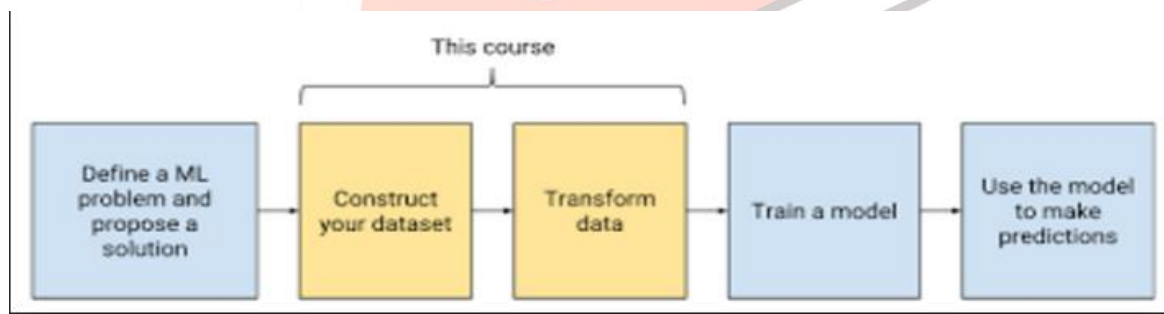 This course
Define a ML
problem and
propose a
solution
Construct
your dataset
Transform
data
Train a model
Use the model
to make
predictions